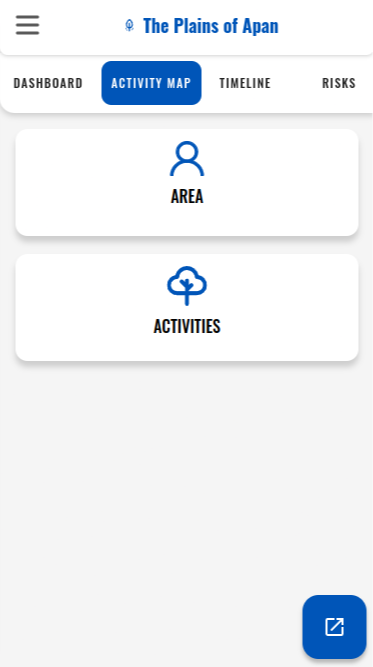 The Plains of Apan
DASHBOARD ACTIVITY MAP TIMELINE RISKS
AREA
ACTIVITIES